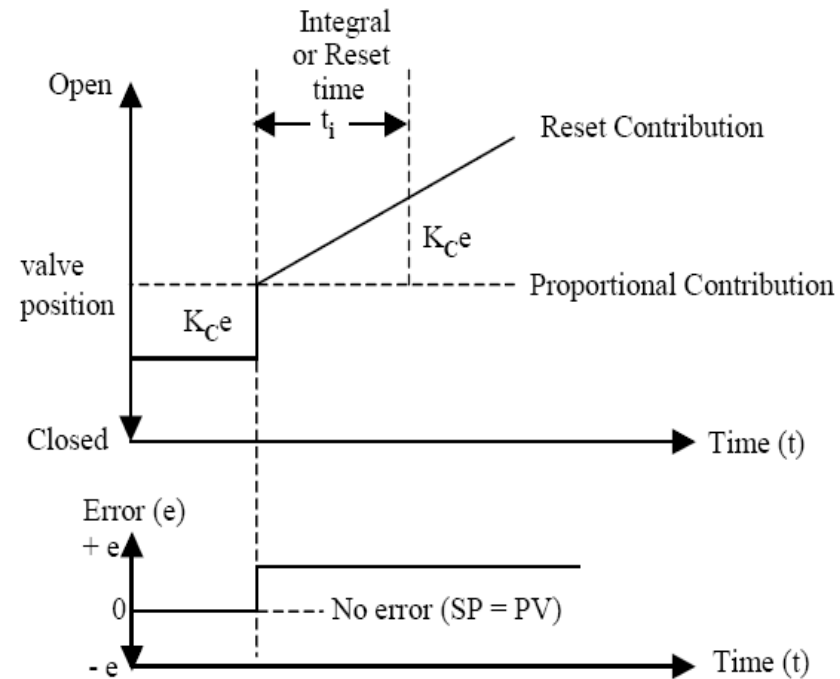 Integral
or Reset
time
t_i
Open
Reset Contribution
K_C e
valve
position
Proportional Contribution
K_C e
Closed
Time (t)
Error (e)
+ e
0
No error (SP = PV)
- e
Time (t)